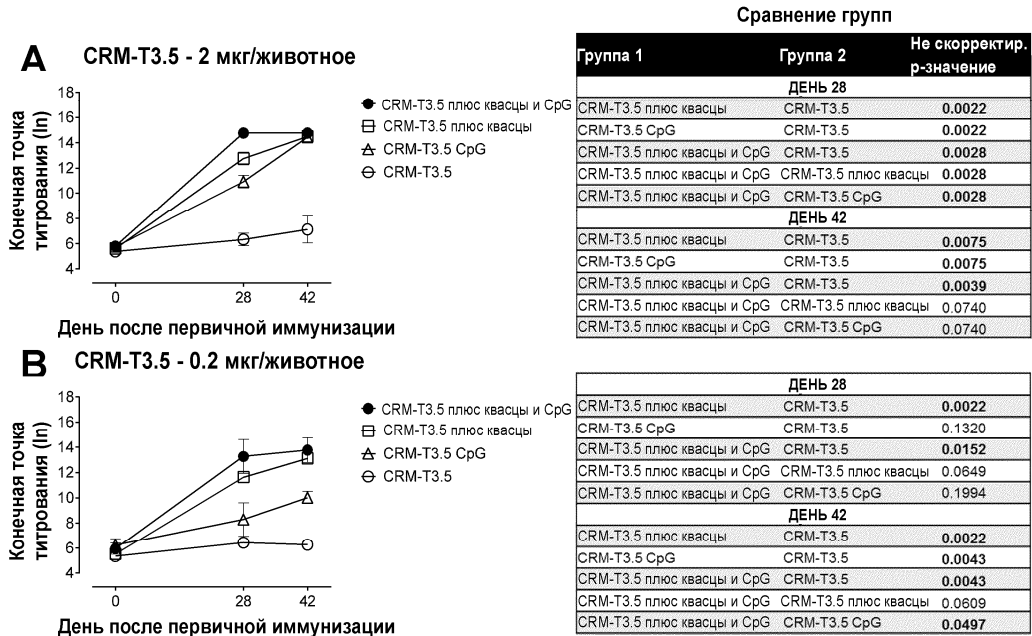 Сравнение групп
A CRM-T3.5 - 2 мкг/животное
Конечная точка
титрования (ln)
18
16
14
12
10
8
6
4
0 28 42
День после первичной иммунизации
CRM-T3.5 плюс квасцы и CpG
CRM-T3.5 плюс квасцы
CRM-T3.5 CpG
CRM-T3.5
Группа 1 Группа 2 Не скорректир.
р-значение
ДЕНЬ 28
CRM-T3.5 плюс квасцы CRM-T3.5 0.0022
CRM-T3.5 CpG CRM-T3.5 0.0022
CRM-T3.5 плюс квасцы и CpG CRM-T3.5 0.0028
CRM-T3.5 плюс квасцы и CpG CRM-T3.5 плюс квасцы 0.0028
CRM-T3.5 плюс квасцы и CpG CRM-T3.5 CpG 0.0028
ДЕНЬ 42
CRM-T3.5 плюс квасцы CRM-T3.5 0.0075
CRM-T3.5 CpG CRM-T3.5 0.0075
CRM-T3.5 плюс квасцы и CpG CRM-T3.5 0.0039
CRM-T3.5 плюс квасцы и CpG CRM-T3.5 плюс квасцы 0.0740
CRM-T3.5 плюс квасцы и CpG CRM-T3.5 CpG 0.0740
B CRM-T3.5 - 0.2 мкг/животное
Конечная точка
титрования (ln)
18
16
14
12
10
8
6
4
0 28 42
День после первичной иммунизации
CRM-T3.5 плюс квасцы и CpG
CRM-T3.5 плюс квасцы
CRM-T3.5 CpG
CRM-T3.5
ДЕНЬ 28
CRM-T3.5 плюс квасцы CRM-T3.5 0.0022
CRM-T3.5 CpG CRM-T3.5 0.1320
CRM-T3.5 плюс квасцы и CpG CRM-T3.5 0.0152
CRM-T3.5 плюс квасцы и CpG CRM-T3.5 плюс квасцы 0.0649
CRM-T3.5 плюс квасцы и CpG CRM-T3.5 CpG 0.1994
ДЕНЬ 42
CRM-T3.5 плюс квасцы CRM-T3.5 0.0022
CRM-T3.5 CpG CRM-T3.5 0.0043
CRM-T3.5 плюс квасцы и CpG CRM-T3.5 0.0043
CRM-T3.5 плюс квасцы и CpG CRM-T3.5 плюс квасцы 0.0609
CRM-T3.5 плюс квасцы и CpG CRM-T3.5 CpG 0.0497